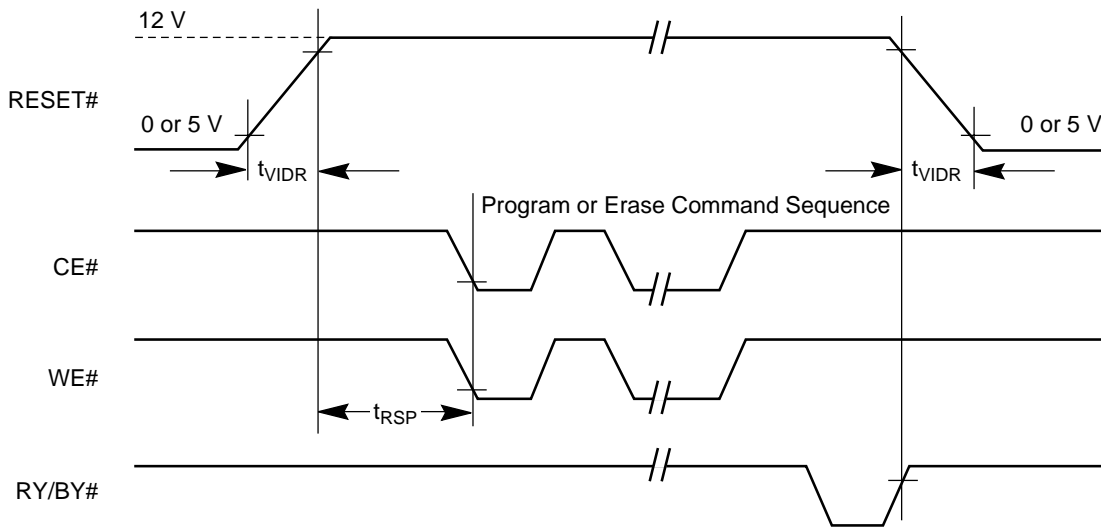 12 V
RESET#
0 or 5 V
0 or 5 V
tVIDR
tVIDR
Program or Erase Command Sequence
CE#
WE#
tRSP
RY/BY#